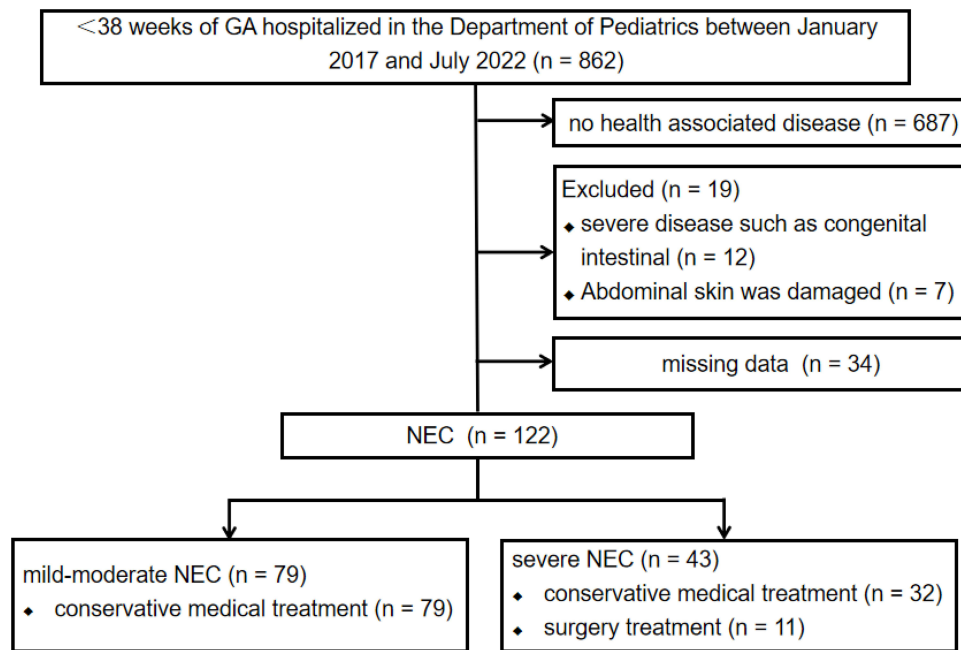 ＜38 weeks of GA hospitalized in the Department of Pediatrics between January
2017 and July 2022 (n = 862)
no health associated disease (n = 687)
Excluded (n = 19)
◆ severe disease such as congenital
intestinal (n = 12)
◆ Abdominal skin was damaged (n = 7)
missing data (n = 34)
NEC (n = 122)
mild-moderate NEC (n = 79)
◆ conservative medical treatment (n = 79)
severe NEC (n = 43)
◆ conservative medical treatment (n = 32)
◆ surgery treatment (n = 11)